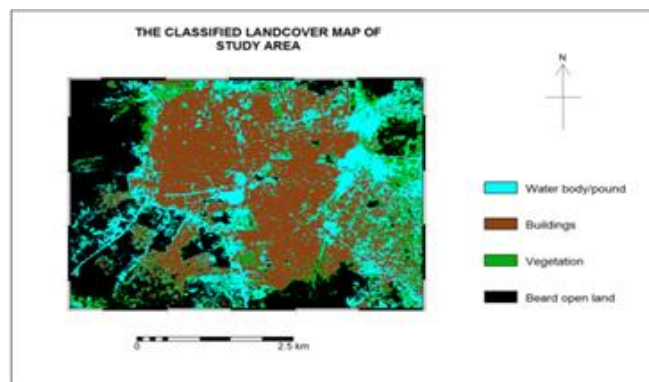 THE CLASSIFIED LANDCOVER MAP OF
STUDY AREA
N
Water body/pound
Buildings
Vegetation
Beard open land
0 2.5 km